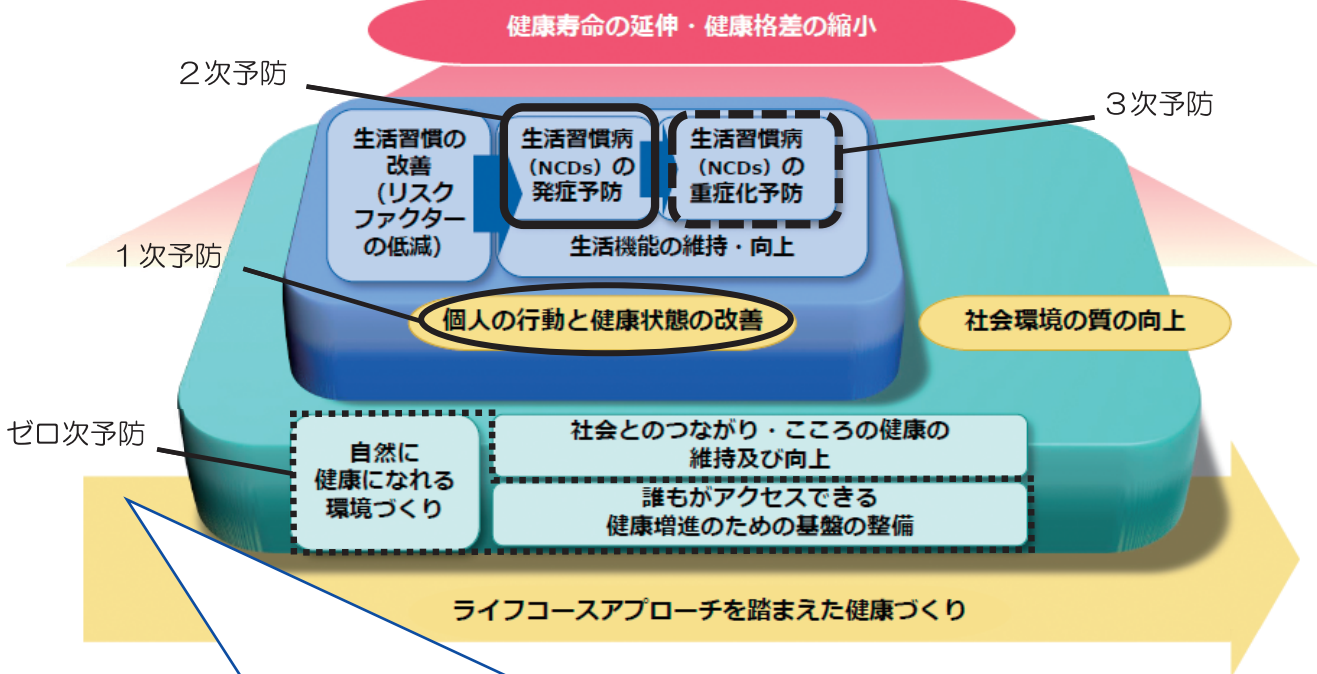 健康寿命の延伸・健康格差の縮小
2次予防
3次予防
生活習慣の
改善
(リスク
ファクター
の低減)
生活習慣病
(NCDs)の
発症予防
生活習慣病
(NCDs)の
重症化予防
生活機能の維持・向上
1次予防
個人の行動と健康状態の改善
社会環境の質の向上
ゼロ次予防
自然に
健康になれる
環境づくり
社会とのつながり・こころの健康の
維持及び向上
誰もがアクセスできる
健康増進のための基盤の整備
ライフコースアプローチを踏まえた健康づくり